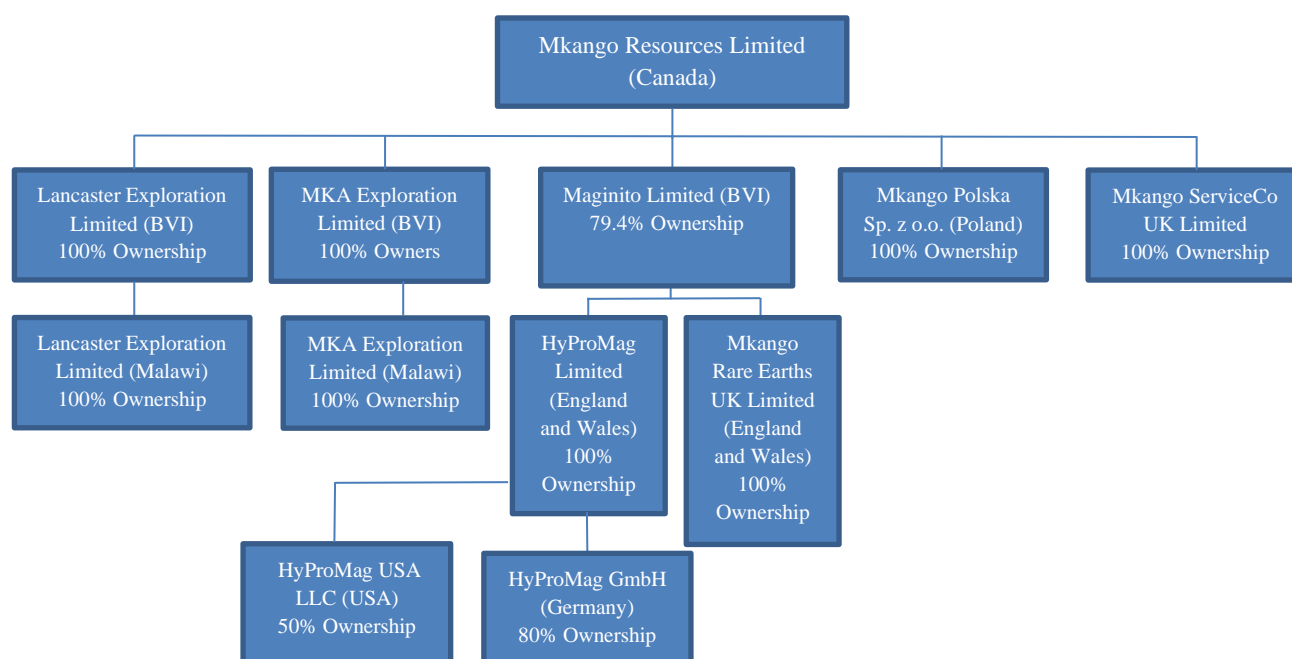 Mkango Resources Limited
(Canada)
Lancaster Exploration
Limited (BVI)
100% Ownership
MKA Exploration
Limited (BVI)
100% Owners
Maginito Limited (BVI)
79.4% Ownership
Mkango Polska
Sp. z o.o. (Poland)
100% Ownership
Mkango ServiceCo
UK Limited
100% Ownership
Lancaster Exploration
Limited (Malawi)
100% Ownership
MKA Exploration
Limited (Malawi)
100% Ownership
HyProMag
Limited
(England
and Wales)
100%
Ownership
Mkango
Rare Earths
UK Limited
(England
and Wales)
100%
Ownership
HyProMag USA
LLC (USA)
50% Ownership
HyProMag GmbH
(Germany)
80% Ownership